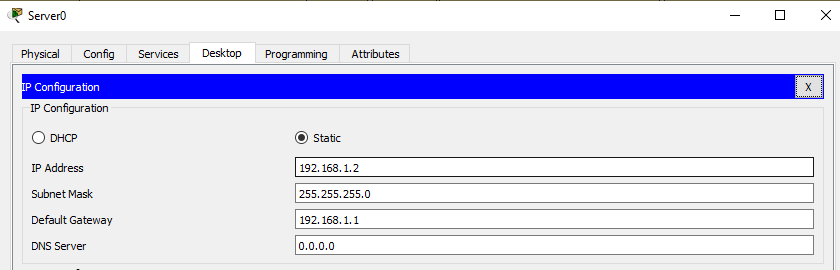 Server0
Physical Config Services Desktop Programming Attributes
IP Configuration X
IP Configuration
DHCP Static
IP Address 192.168.1.2
Subnet Mask 255.255.255.0
Default Gateway 192.168.1.1
DNS Server 0.0.0.0